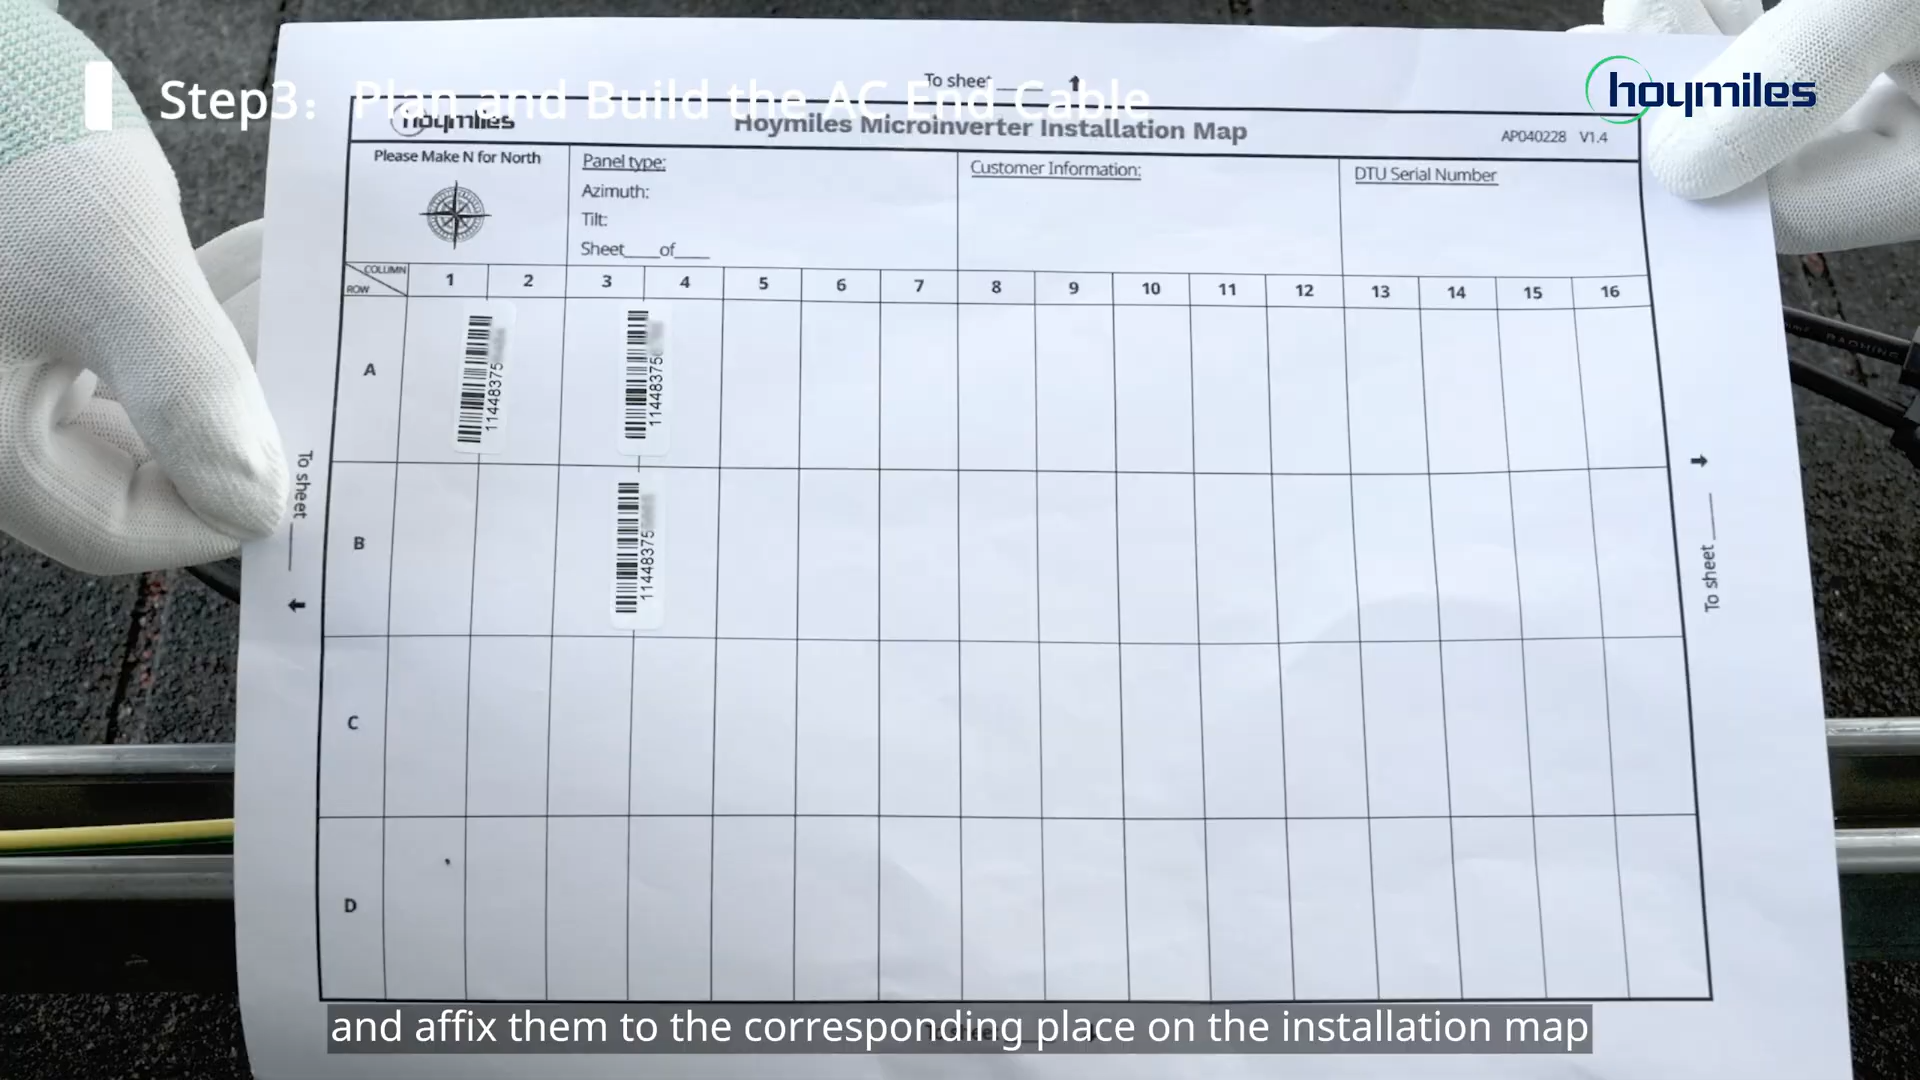 To sheet
Step3: Plan and Build the AC End Cable
hoymiles
hoymiles
Hoymiles Microinverter Installation Map
AP040228 V1.4
Please Make N for North
Panel type:
Azimuth:
Tilt:
Sheet____of____
Customer Information:
DTU Serial Number
COLUMN
ROW
1 2 3 4 5 6 7 8 9 10 11 12 13 14 15 16
A
11448375
11448375
B
11448375
C
D
To sheet
To sheet
and affix them to the corresponding place on the installation map